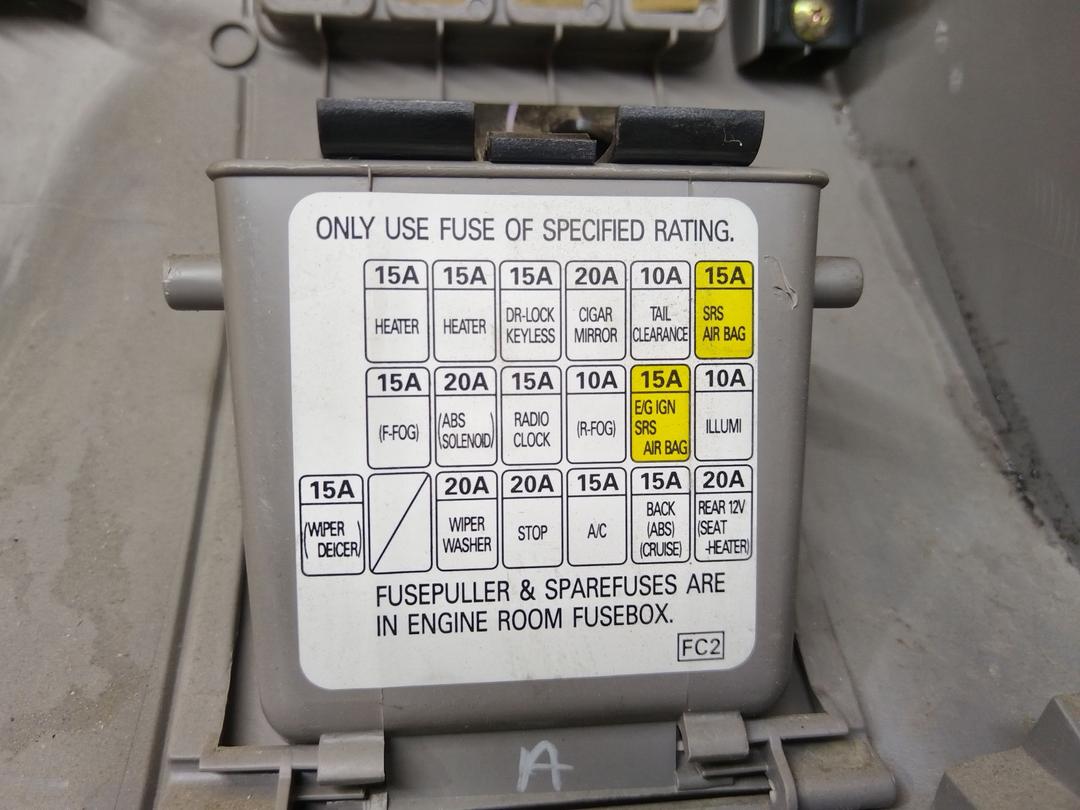 ONLY USE FUSE OF SPECIFIED RATING.
15A 15A 15A 20A 10A 15A
HEATER HEATER DR-LOCK KEYLESS CIGAR MIRROR TAIL CLEARANCE SRS AIR BAG
15A 20A 15A 10A 15A 10A
(F-FOG) (ABS SOLENOID) RADIO CLOCK (R-FOG) E/G IGN SRS AIR BAG ILLUMI
15A 20A 20A 15A 15A 20A
(WIPER DEICER) WIPER WASHER STOP A/C BACK (ABS) (CRUISE) REAR 12V (SEAT -HEATER)
FUSEPULLER & SPAREFUSES ARE
IN ENGINE ROOM FUSEBOX.
FC2
A